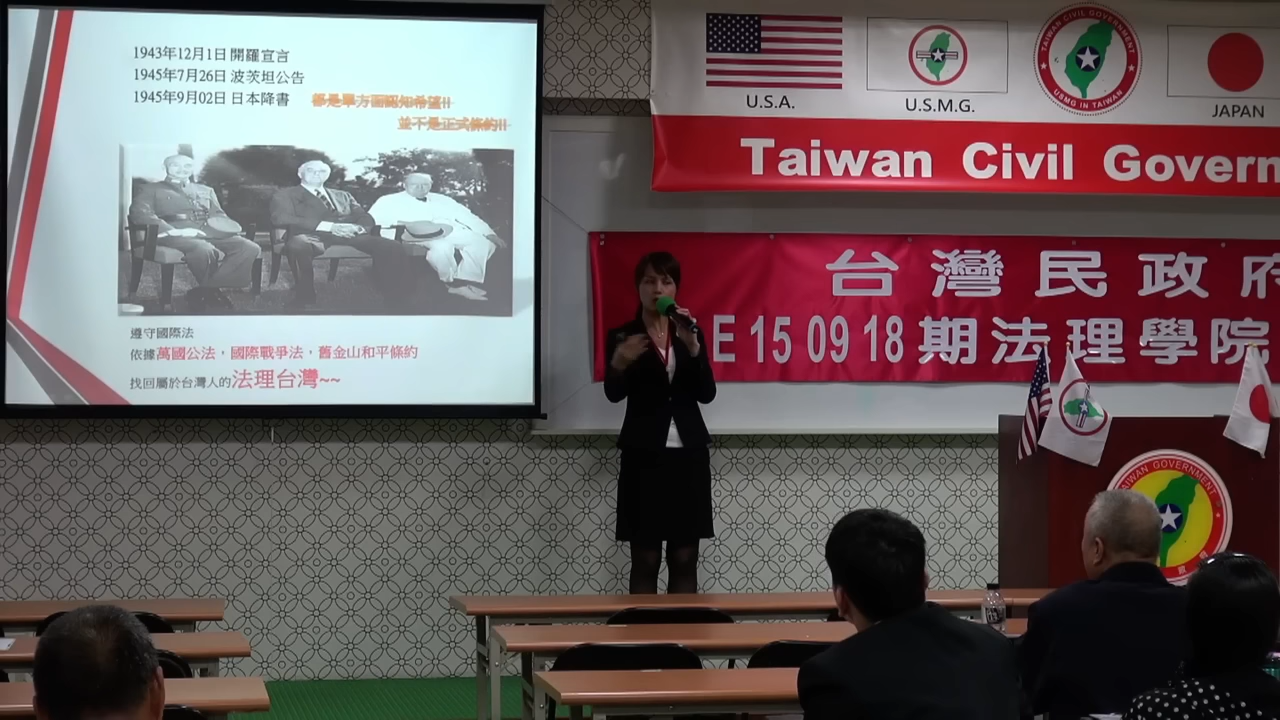 1943年12月1日 開羅宣言
1945年7月26日 波茨坦公告
1945年9月02日 日本降書 都是單方面認知希望!!
並不是正式條約!!
遵守國際法
依據萬國公法，國際戰爭法，舊金山和平條約
找回屬於台灣人的法理台灣~~
U.S.A.
U.S.M.G.
TAIWAN CIVIL GOVERNMENT
USMG IN TAIWAN
JAPAN
Taiwan Civil Govern
台灣民政府
E 15 09 18 期法理學院
TAIWAN GOVERNMENT